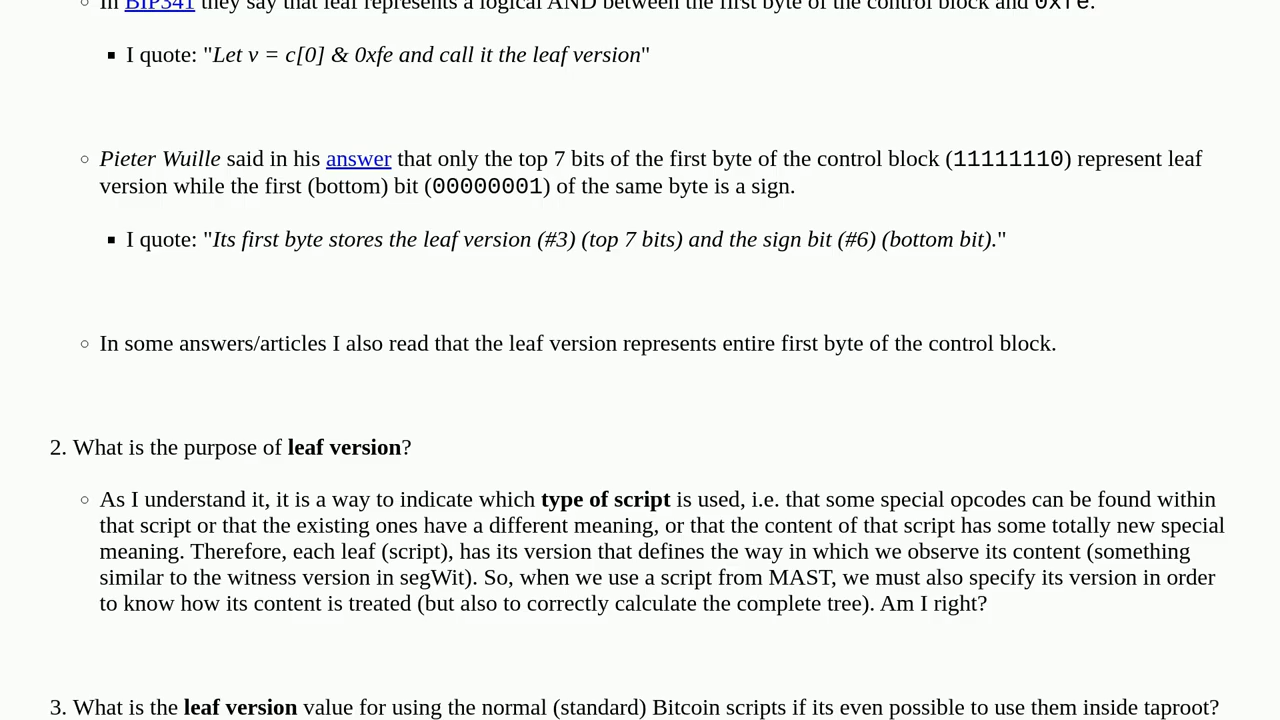 In BIP341 they say that leaf represents a logical AND between the first byte of the control block and 0xfe.
I quote: "Let v = c[0] & 0xfe and call it the leaf version"
Pieter Wuille said in his answer that only the top 7 bits of the first byte of the control block (11111110) represent leaf
version while the first (bottom) bit (00000001) of the same byte is a sign.
I quote: "Its first byte stores the leaf version (#3) (top 7 bits) and the sign bit (#6) (bottom bit)."
In some answers/articles I also read that the leaf version represents entire first byte of the control block.
2. What is the purpose of leaf version?
As I understand it, it is a way to indicate which type of script is used, i.e. that some special opcodes can be found within
that script or that the existing ones have a different meaning, or that the content of that script has some totally new special
meaning. Therefore, each leaf (script), has its version that defines the way in which we observe its content (something
similar to the witness version in segWit). So, when we use a script from MAST, we must also specify its version in order
to know how its content is treated (but also to correctly calculate the complete tree). Am I right?
3. What is the leaf version value for using the normal (standard) Bitcoin scripts if its even possible to use them inside taproot?